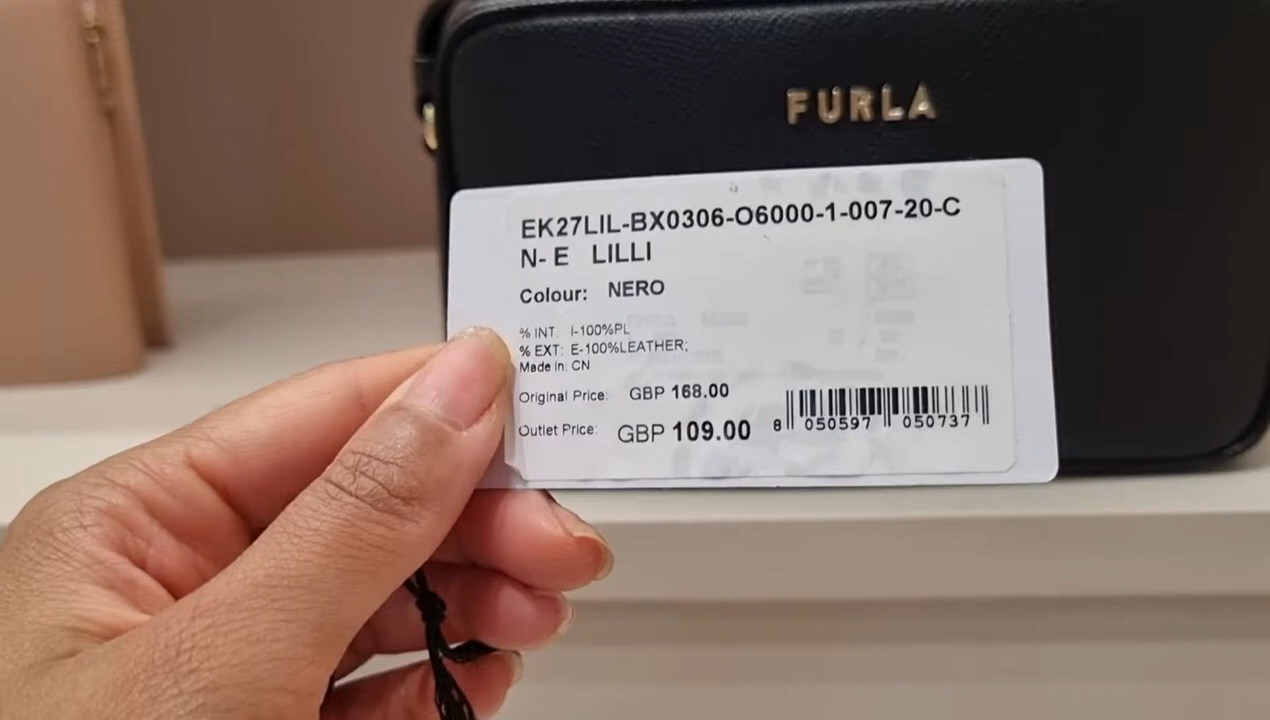 FURLA
EK27LIL-BX0306-O6000-1-007-20-C
N- E LILLI
Colour: NERO
% INT: I-100%PL
% EXT: E-100%LEATHER;
Made in: CN
Original Price: GBP 168.00
Outlet Price: GBP 109.00
8 050597 050737